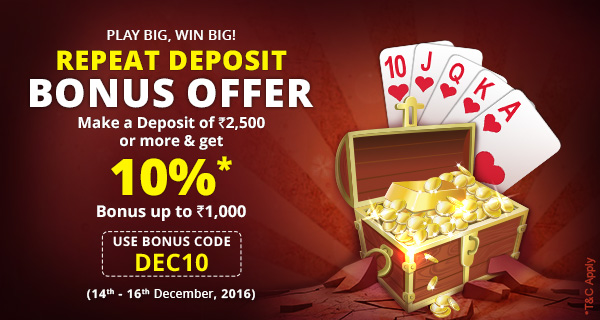 PLAY BIG, WIN BIG!
REPEAT DEPOSIT
BONUS OFFER
Make a Deposit of ₹2,500
or more & get
10%*
Bonus up to ₹1,000
USE BONUS CODE
DEC10
(14th - 16th December, 2016)
10
J
Q
K
A
*T&C Apply